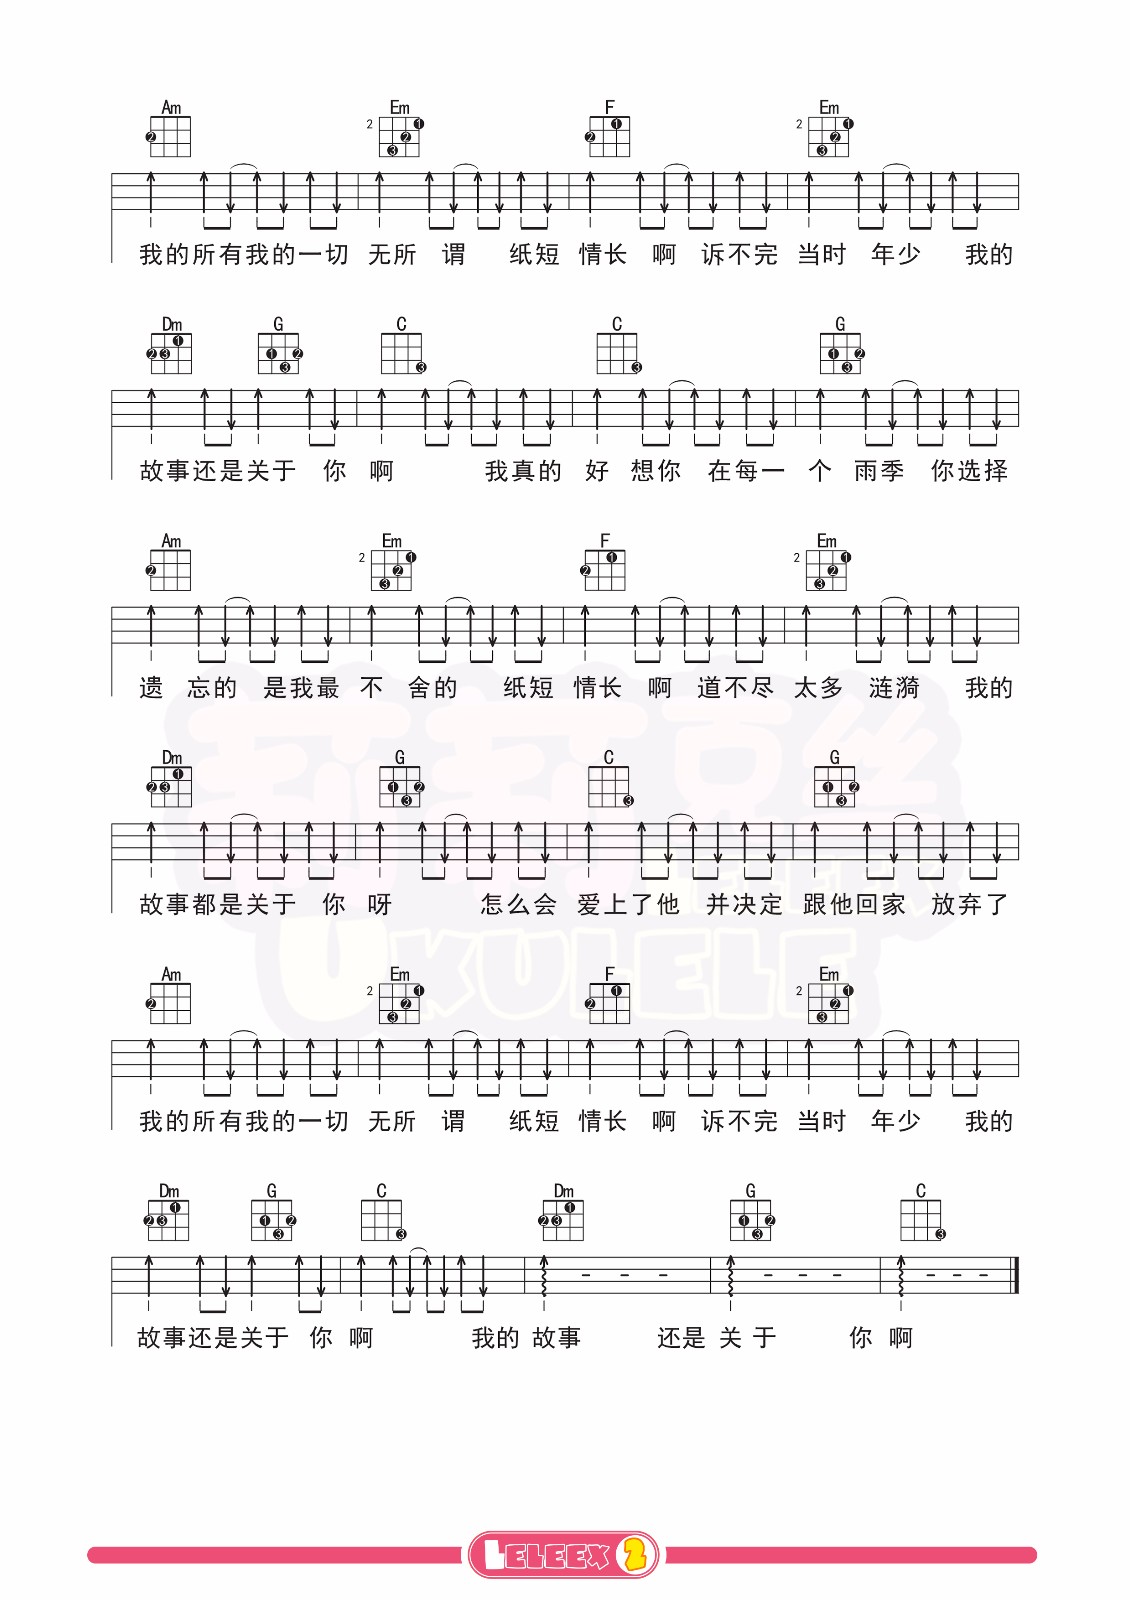 Am Em F Em
2 2
我的所有我的一切 无所 谓 纸短 情长 啊 诉不完 当时 年少 我的
Dm G C C G
故事还是关于 你 啊 我真的 好 想你 在每一 个 雨季 你选择
Am Em F Em
2 2
遗 忘的 是我最 不 舍的 纸短 情长 啊 道不尽 太多 涟漪 我的
Dm G C G
故事都是关于 你 呀 怎么会 爱上了他 并决定 跟他回家 放弃了
Am Em F Em
2 2
我的所有我的一切 无所 谓 纸短 情长 啊 诉不完 当时 年少 我的
Dm G C Dm G C
故事还是关于 你 啊 我的 故事 还是 关 于 你 啊
LELEEX
UKULELE
LELEEX 2